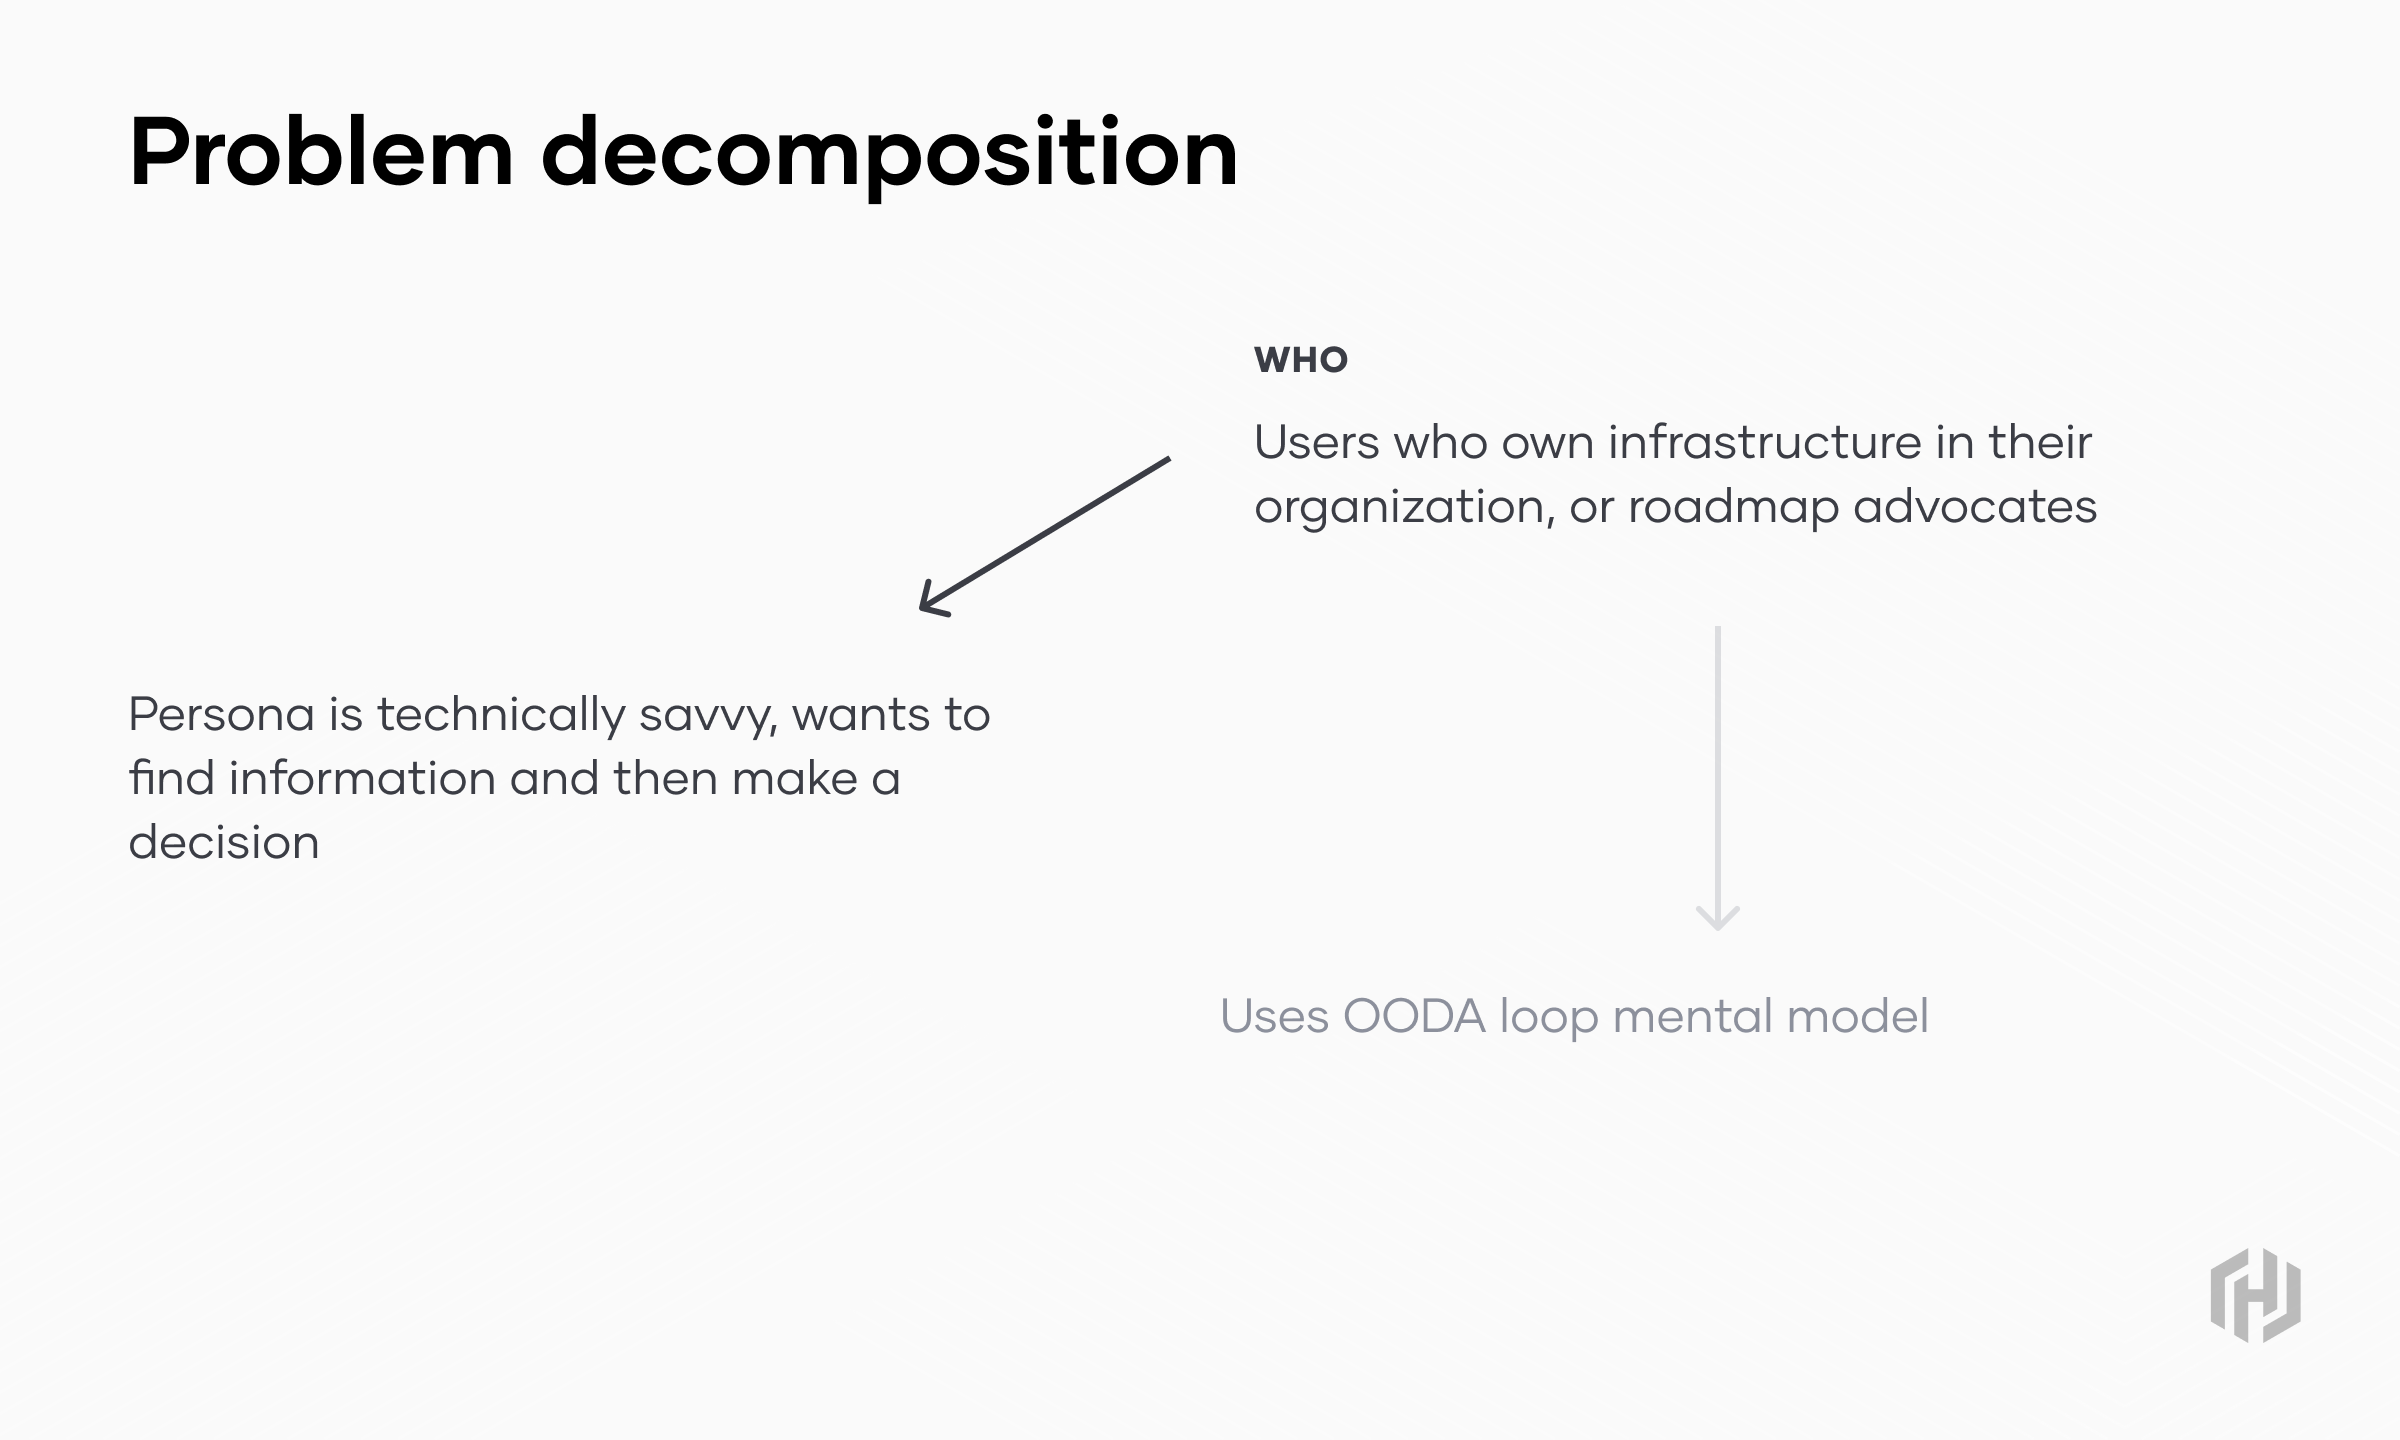 Problem decomposition
WHO
Users who own infrastructure in their
organization, or roadmap advocates
Persona is technically savvy, wants to
find information and then make a
decision
Uses OODA loop mental model